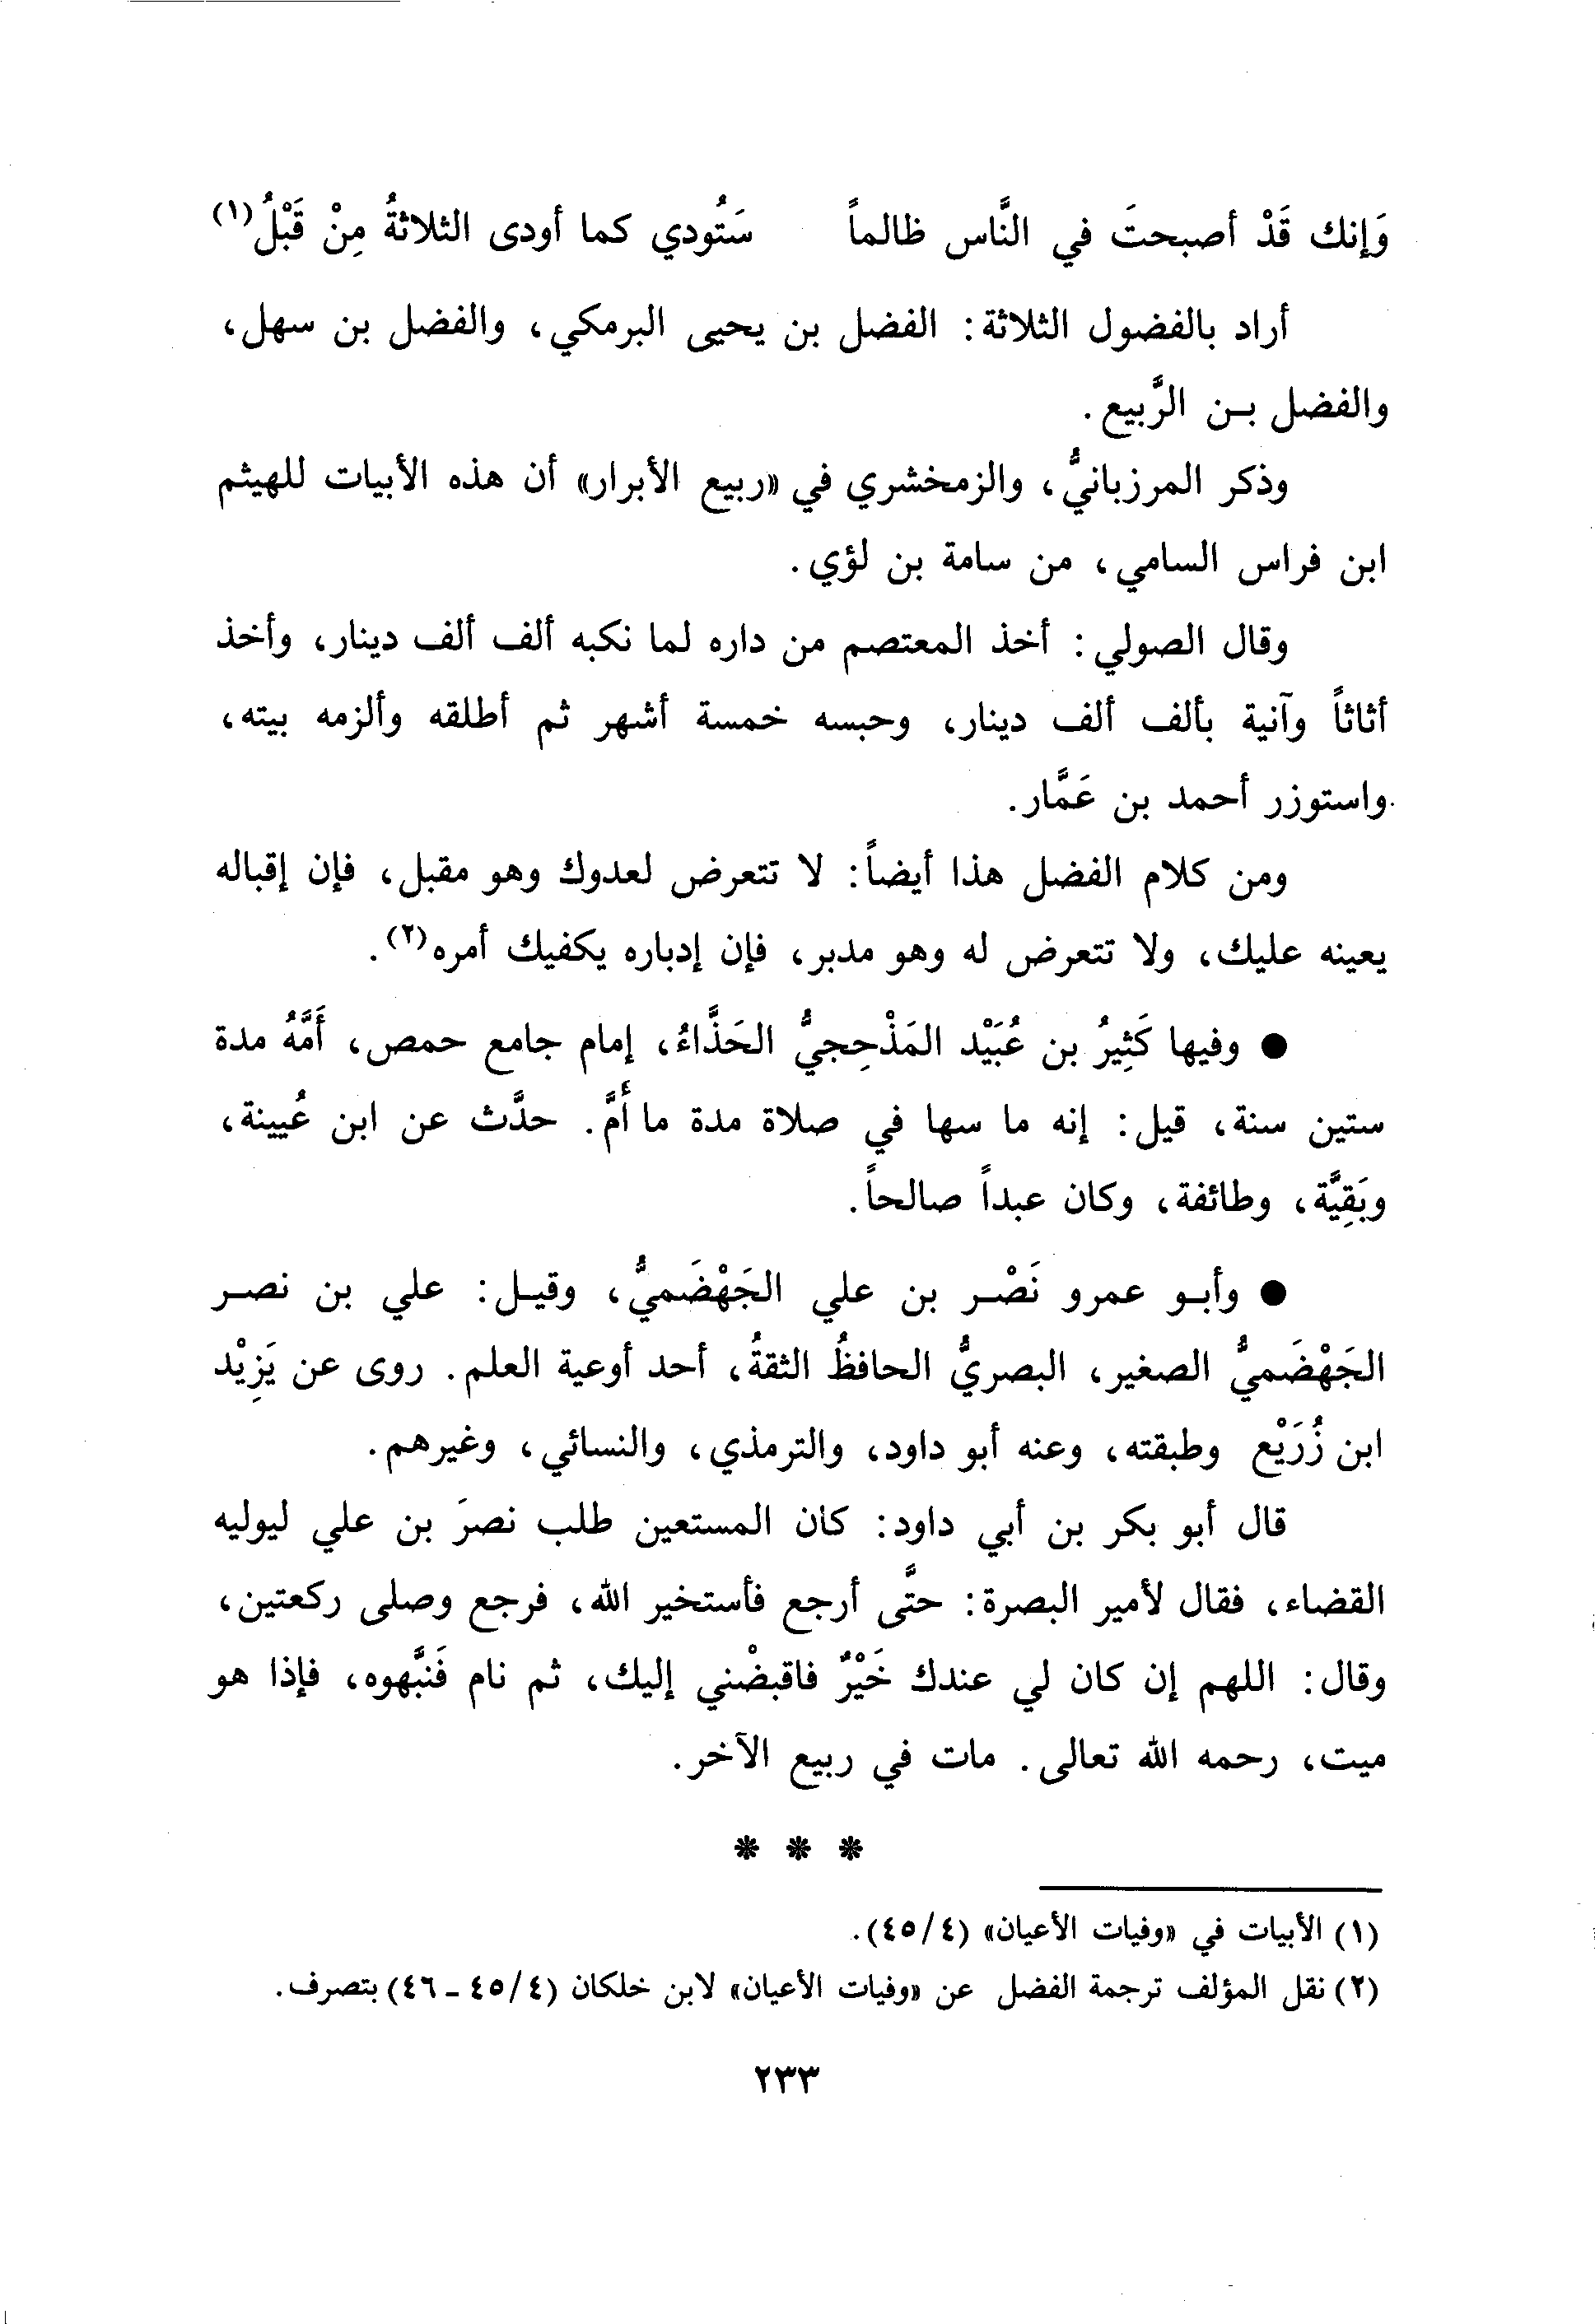 وَإنك قَدْ أصبحتَ في النَّاس ظالماً ستُودي كما أودى الثلاثةُ مِنْ قَبْلُ(١)
أراد بالفضول الثلاثة: الفضل بن يحيى البرمكي، والفضل بن سهل،
والفضل بـن الرَّبيع.
وذكر المرزبانيُّ، والزمخشري في «ربيع الأبرار» أن هذه الأبيات للهيثم
ابن فراس السامي، من سامة بن لؤي.
وقال الصولي: أخذ المعتصم من داره لما نكبه ألف ألف دينار، وأخذ
أثاثاً وآنية بألف ألف دينار، وحبسه خمسة أشهر ثم أطلقه وألزمه بيته،
واستوزر أحمد بن عَمَّار.
ومن كلام الفضل هذا أيضاً: لا تتعرض لعدوك وهو مقبل، فإن إقباله
يعينه عليك، ولا تتعرض له وهو مدبر، فإن إدباره يكفيك أمره(٢).
● وفيها كَثِيرُ بن عُبَيْد المَذْحِجيُّ الحَذَّاءُ، إمام جامع حمص، أَمَّهُ مدة
ستين سنة، قيل: إنه ما سها في صلاة مدة ما أَمَّ. حدَّث عن ابن عُيينة،
وبَقِيَّة، وطائفة، وكان عبداً صالحاً.
● وأبـو عمرو نَصْـر بن علي الجَهْضَميُّ، وقيـل: علي بن نصـر
الجَهْضَميُّ الصغير، البصريُّ الحافظُ الثقةُ، أحد أوعية العلم. روى عن يَزِيْد
ابن زُرَيْع وطبقته، وعنه أبو داود، والترمذي، والنسائي، وغيرهم.
قال أبو بكر بن أبي داود: كان المستعين طلب نصرَ بن علي ليوليه
القضاء، فقال لأمير البصرة: حتَّى أرجع فأستخير الله، فرجع وصلى ركعتين،
وقال: اللهم إن كان لي عندك خَيْرٌ فاقبضْني إليك، ثم نام فَنبَّهوه، فإذا هو
ميت، رحمه الله تعالى. مات في ربيع الآخر.
* * *
(١) الأبيات في «وفيات الأعيان» (٤/٤٥).
(٢) نقل المؤلف ترجمة الفضل عن «وفيات الأعيان» لابن خلكان (٤/٤٥ - ٤٦) بتصرف.
٢٣٣